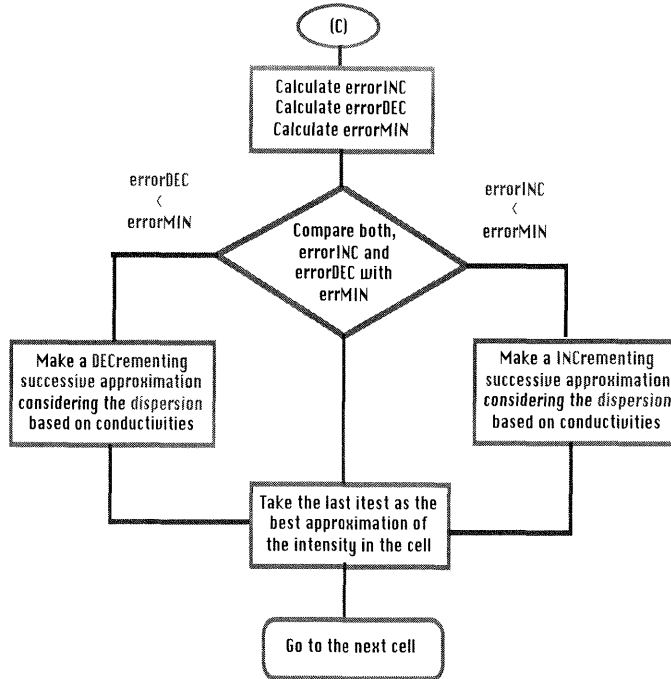 (C)
Calculate errorINC
Calculate errorDEC
Calculate errorMIN
errorDEC
<
errorMIN
errorINC
<
errorMIN
Compare both,
errorINC and
errorDEC with
errMIN
Make a DECrementing
successive approximation
considering the dispersion
based on conductivities
Make a INCrementing
successive approximation
considering the dispersion
based on conductivities
Take the last itest as the
best approximation of
the intensity in the cell
Go to the next cell